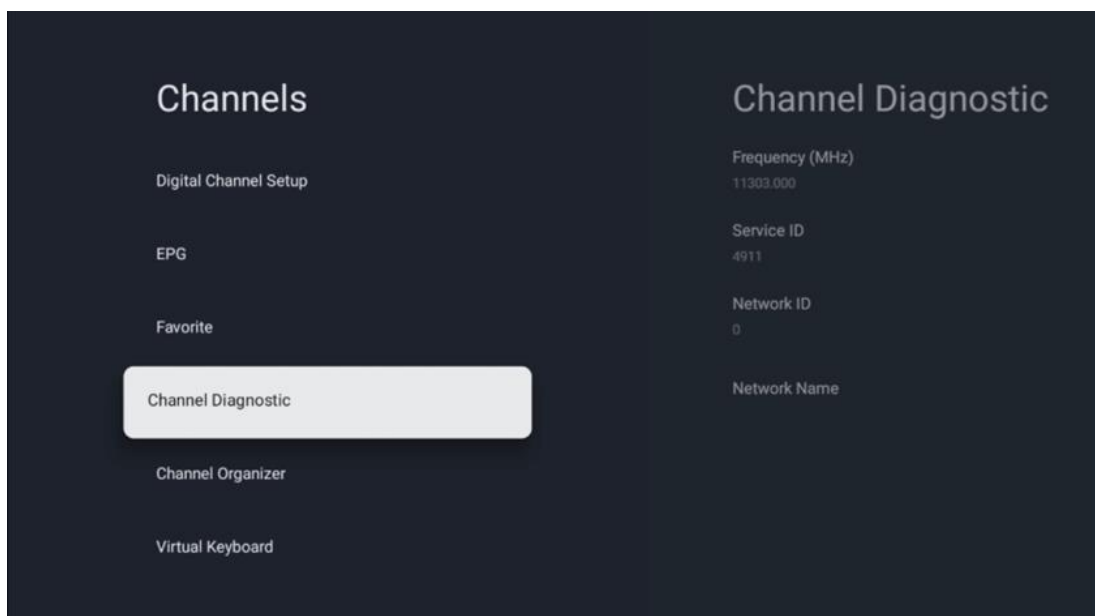 Channels
Digital Channel Setup
EPG
Favorite
Channel Diagnostic
Channel Organizer
Virtual Keyboard
Channel Diagnostic
Frequency (MHz)
11303.000
Service ID
4911
Network ID
0
Network Name